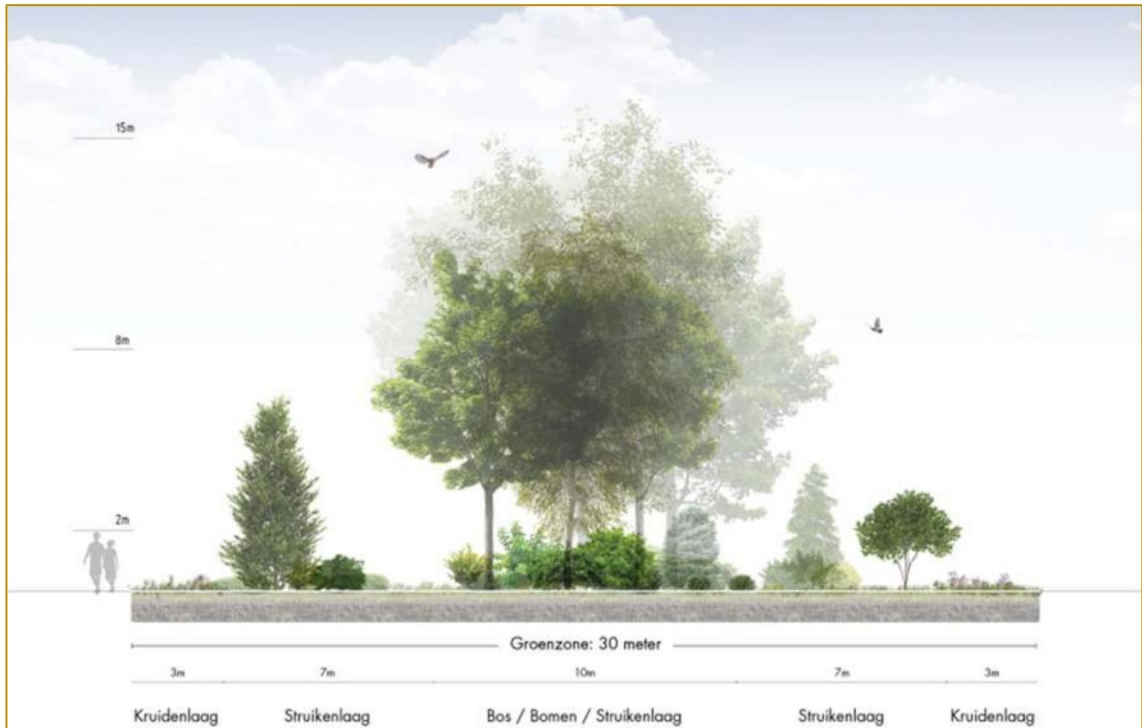 15m
8m
2m
Groenzone: 30 meter
3m 7m 10m 7m 3m
Kruidenlaag Struikenlaag Bos / Bomen / Struikenlaag Struikenlaag Kruidenlaag